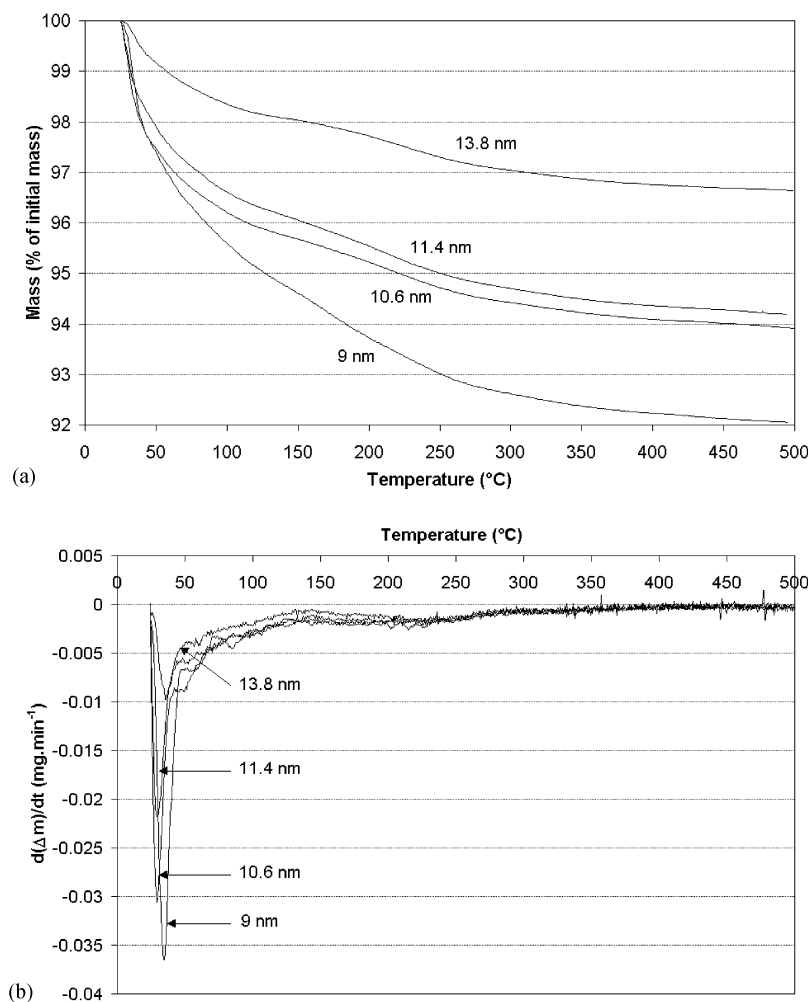 100
99
98
97
96
95
94
93
92
Mass (% of initial mass)
13.8 nm
11.4 nm
10.6 nm
9 nm
0 50 100 150 200 250 300 350 400 450 500
Temperature (°C)
(a)
Temperature (°C)
0 50 100 150 200 250 300 350 400 450 500
0.005
0
-0.005
-0.01
-0.015
-0.02
-0.025
-0.03
-0.035
-0.04
d(Δm)/dt (mg.min⁻¹)
13.8 nm
11.4 nm
10.6 nm
9 nm
(b)